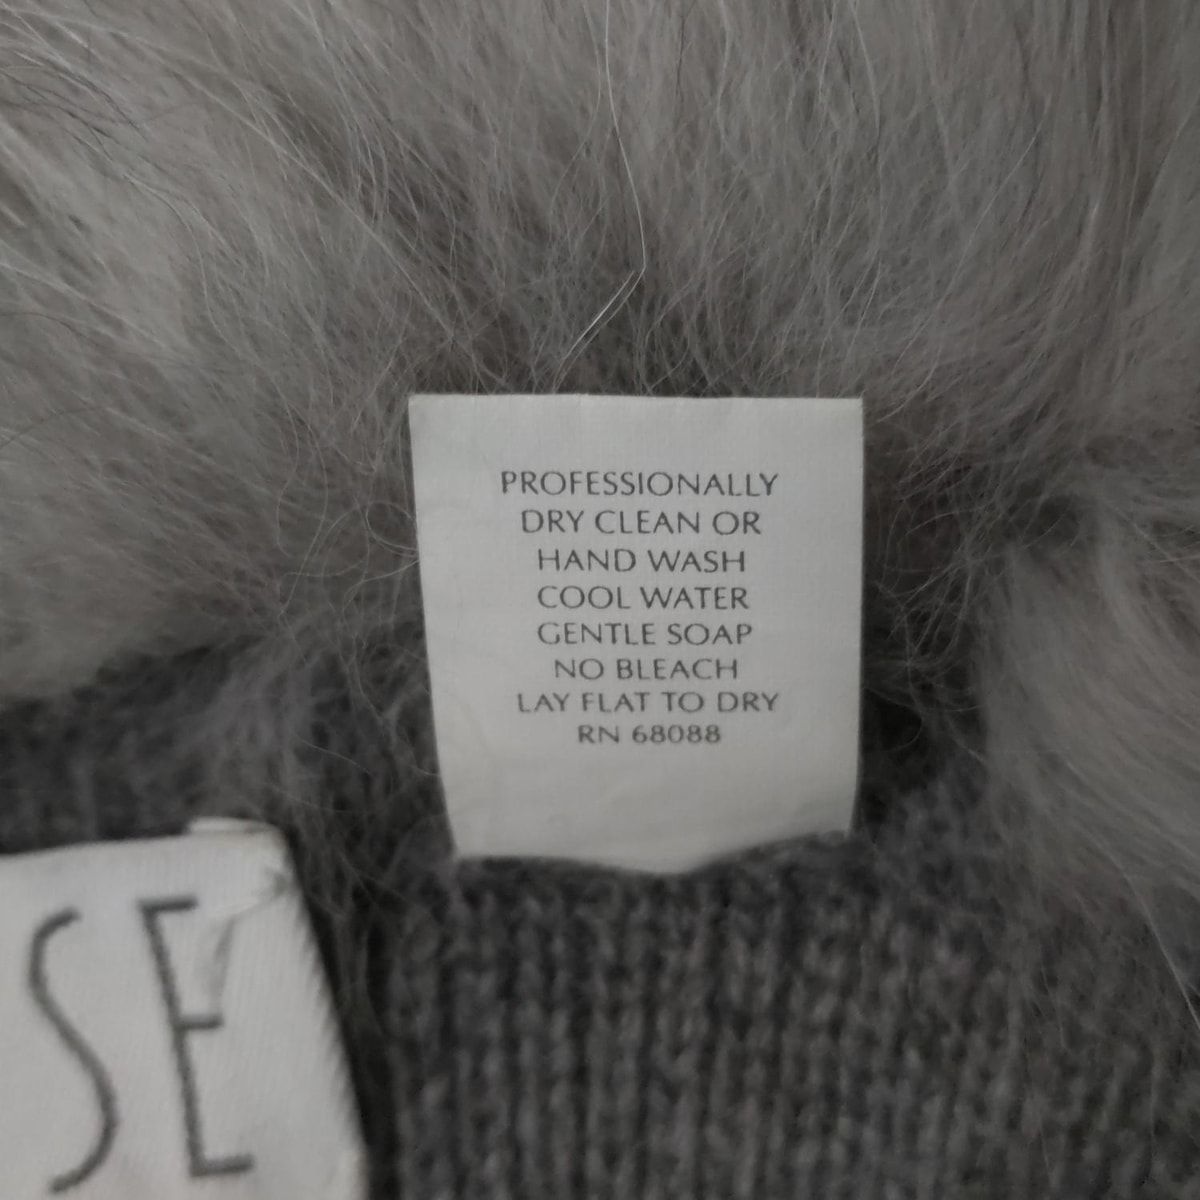 PROFESSIONALLY
DRY CLEAN OR
HAND WASH
COOL WATER
GENTLE SOAP
NO BLEACH
LAY FLAT TO DRY
RN 68088
SE